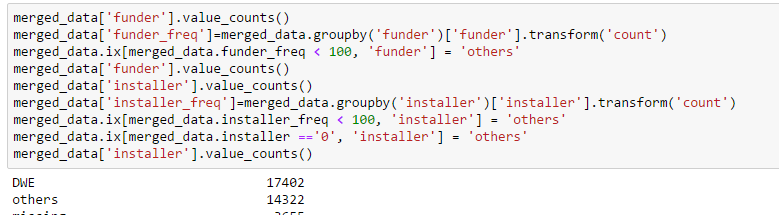 merged_data['funder'].value_counts()
merged_data['funder_freq']=merged_data.groupby('funder')['funder'].transform('count')
merged_data.ix[merged_data.funder_freq < 100, 'funder'] = 'others'
merged_data['funder'].value_counts()
merged_data['installer'].value_counts()
merged_data['installer_freq']=merged_data.groupby('installer')['installer'].transform('count')
merged_data.ix[merged_data.installer_freq < 100, 'installer'] = 'others'
merged_data.ix[merged_data.installer =='0', 'installer'] = 'others'
merged_data['installer'].value_counts()
DWE 17402
others 14322